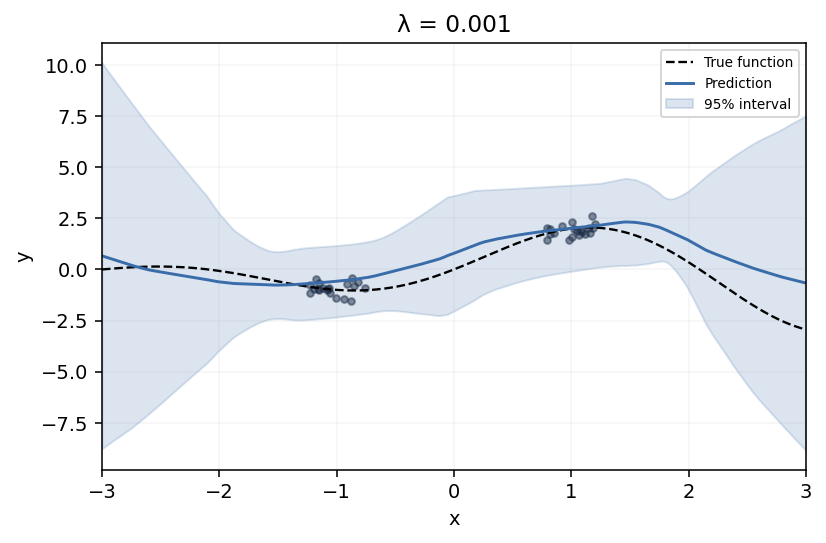 λ = 0.001
True function
Prediction
95% interval
10.0
7.5
5.0
2.5
0.0
−2.5
−5.0
−7.5
y
−3 −2 −1 0 1 2 3
x